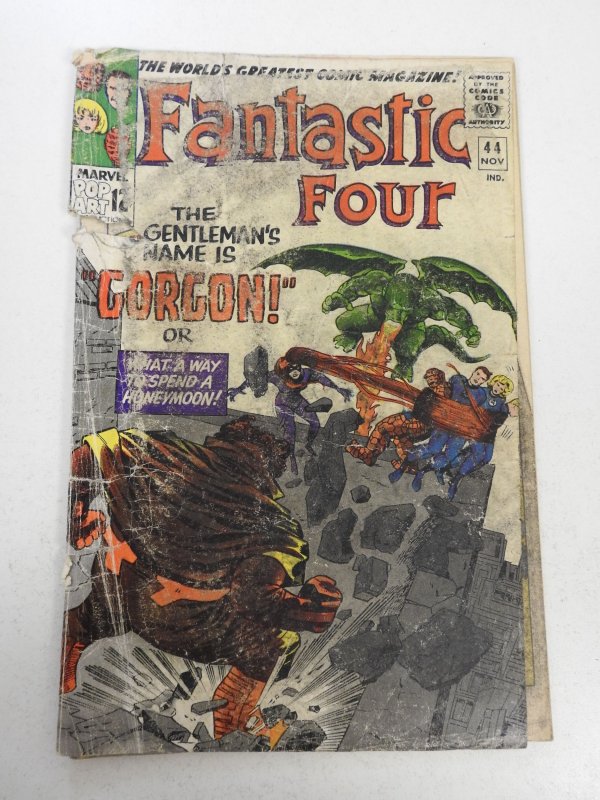 THE WORLD'S GREATEST COMIC MAGAZINE!
APPROVED
BY THE
COMICS
CODE
AUTHORITY
Fantastic
Four
44
NOV
IND.
MARVEL
POP
ART
12
THE
GENTLEMAN'S
NAME IS
"GORGON!"
OR
WHAT A WAY
TO SPEND A
HONEYMOON!